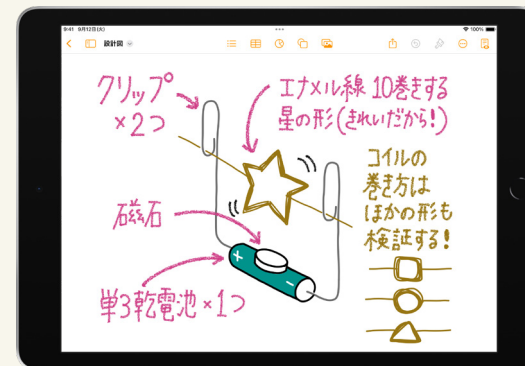 9:41 9月12日(火)
100%
設計図
クリップ
×2つ
エナメル線 10巻きする
星の形(きれいだから!)
コイルの
巻き方は
ほかの形も
検証する!
磁石
+
−
単3乾電池×1つ